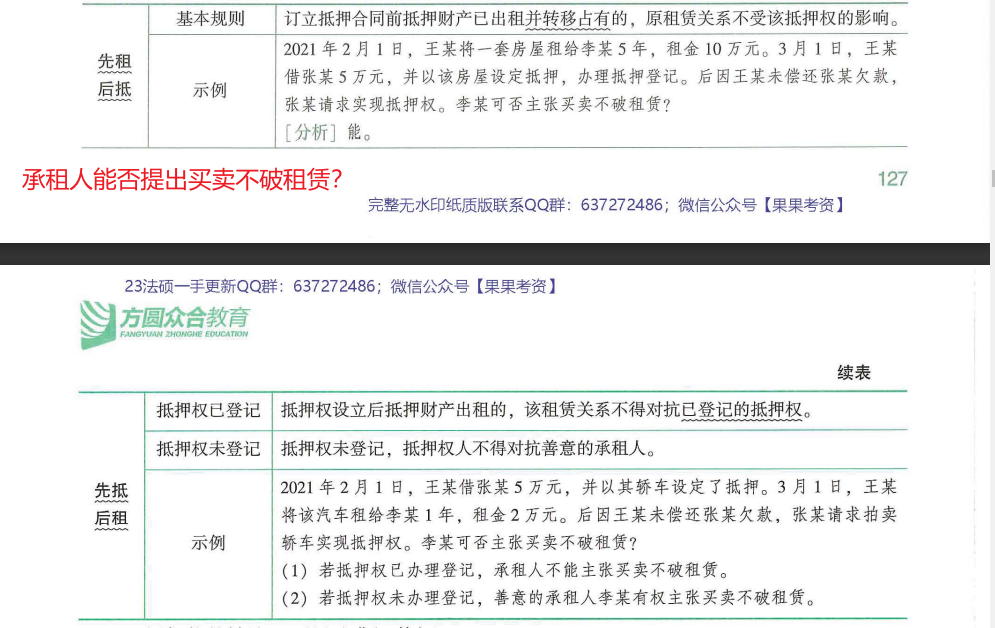 基本规则
订立抵押合同前抵押财产已出租并转移占有的，原租赁关系不受该抵押权的影响。
先租
后抵
示例
2021 年 2 月 1 日，王某将一套房屋租给李某 5 年，租金 10 万元。3 月 1 日，王某
借张某 5 万元，并以该房屋设定抵押，办理抵押登记。后因王某未偿还张某欠款，
张某请求实现抵押权。李某可否主张买卖不破租赁？
［分析］能。
承租人能否提出买卖不破租赁？
127
完整无水印纸质版联系QQ群：637272486；微信公众号【果果考资】
23法硕一手更新QQ群：637272486；微信公众号【果果考资】
方圆众合教育
FANGYUAN ZHONGHE EDUCATION
续表
抵押权已登记
抵押权设立后抵押财产出租的，该租赁关系不得对抗已登记的抵押权。
抵押权未登记
抵押权未登记，抵押权人不得对抗善意的承租人。
先抵
后租
示例
2021 年 2 月 1 日，王某借张某 5 万元，并以其轿车设定了抵押。3 月 1 日，王某
将该汽车租给李某 1 年，租金 2 万元。后因王某未偿还张某欠款，张某请求拍卖
轿车实现抵押权。李某可否主张买卖不破租赁？
（1）若抵押权已办理登记，承租人不能主张买卖不破租赁。
（2）若抵押权未办理登记，善意的承租人李某有权主张买卖不破租赁。